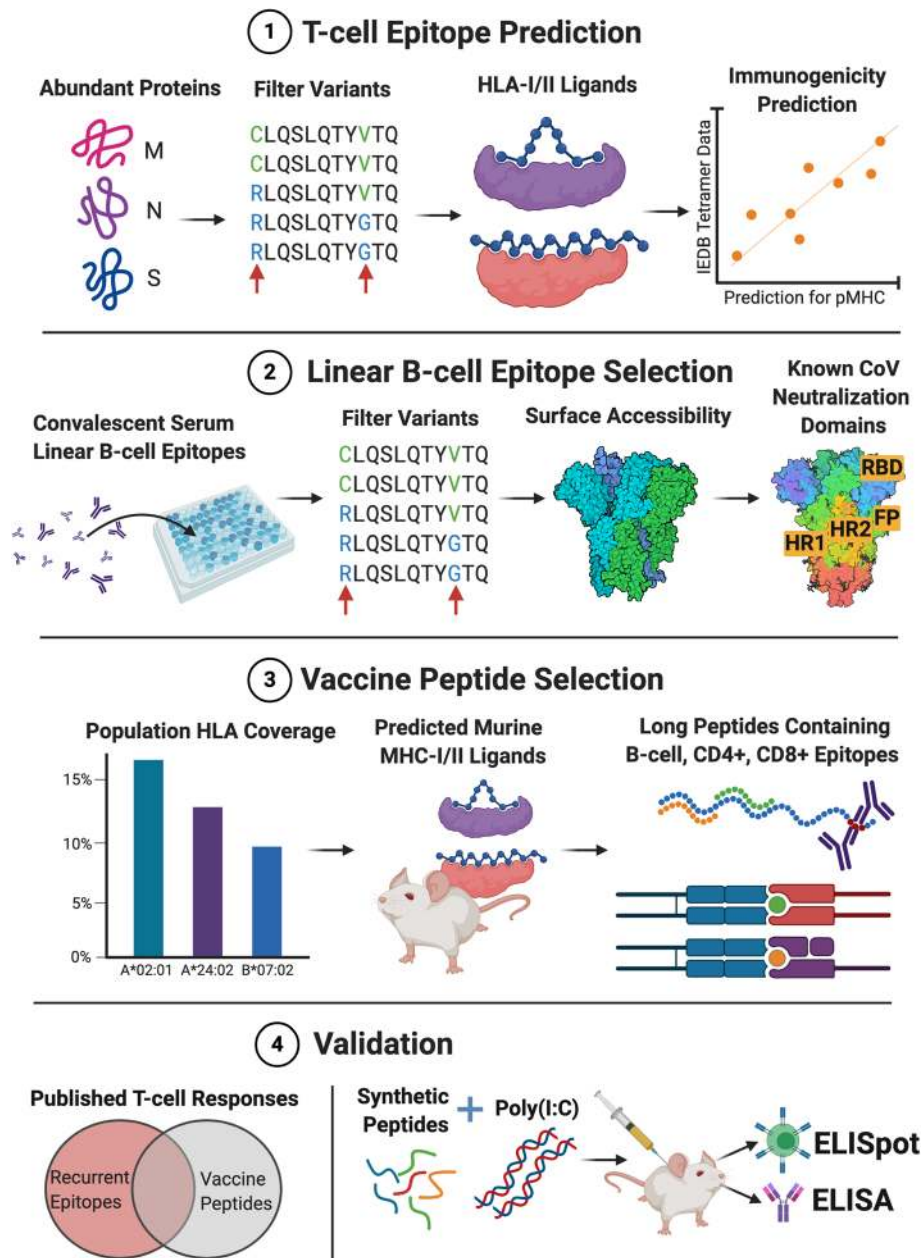 1 T-cell Epitope Prediction
Abundant Proteins
M
N
S
Filter Variants
CLQSLQTYVTQ
CLQSLQTYVTQ
RLQSLQTYVTQ
RLQSLQTYGTQ
RLQSLQTYGTQ
HLA-I/II Ligands
Immunogenicity
Prediction
IEDB Tetramer Data
Prediction for pMHC
2 Linear B-cell Epitope Selection
Convalescent Serum
Linear B-cell Epitopes
Filter Variants
CLQSLQTYVTQ
CLQSLQTYVTQ
RLQSLQTYVTQ
RLQSLQTYGTQ
RLQSLQTYGTQ
Surface Accessibility
Known CoV
Neutralization
Domains
RBD
FP
HR2
HR1
3 Vaccine Peptide Selection
Population HLA Coverage
15%
10%
5%
0%
A*02:01 A*24:02 B*07:02
Predicted Murine
MHC-I/II Ligands
Long Peptides Containing
B-cell, CD4+, CD8+ Epitopes
4 Validation
Published T-cell Responses
Recurrent
Epitopes
Vaccine
Peptides
Synthetic
Peptides
+
Poly(I:C)
ELISpot
ELISA